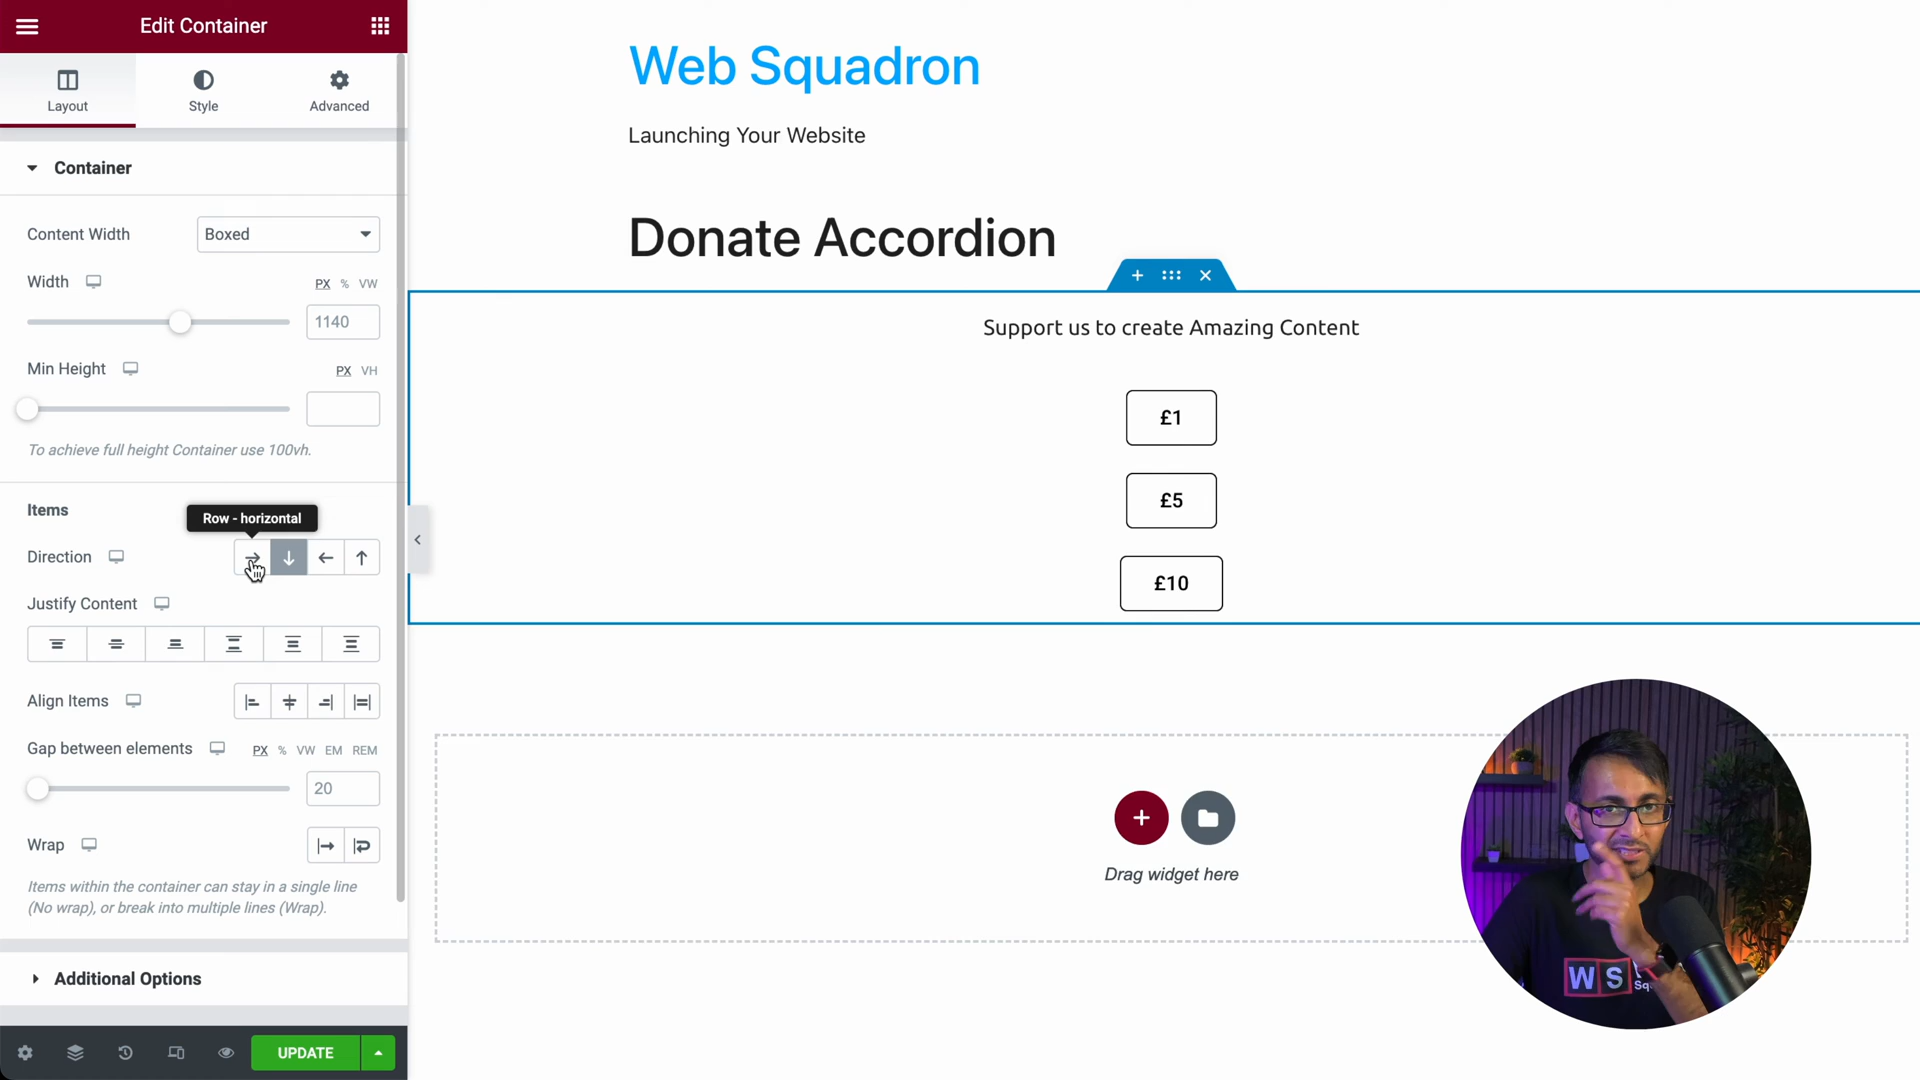 Edit Container
Layout
Style
Advanced
Container
Content Width
Boxed
Width
PX % VW
1140
Min Height
PX VH
To achieve full height Container use 100vh.
Items
Row - horizontal
Direction
Justify Content
Align Items
Gap between elements
PX % VW EM REM
20
Wrap
Items within the container can stay in a single line
(No wrap), or break into multiple lines (Wrap).
Additional Options
UPDATE
Web Squadron
Launching Your Website
Donate Accordion
Support us to create Amazing Content
£1
£5
£10
Drag widget here
WS
Sq